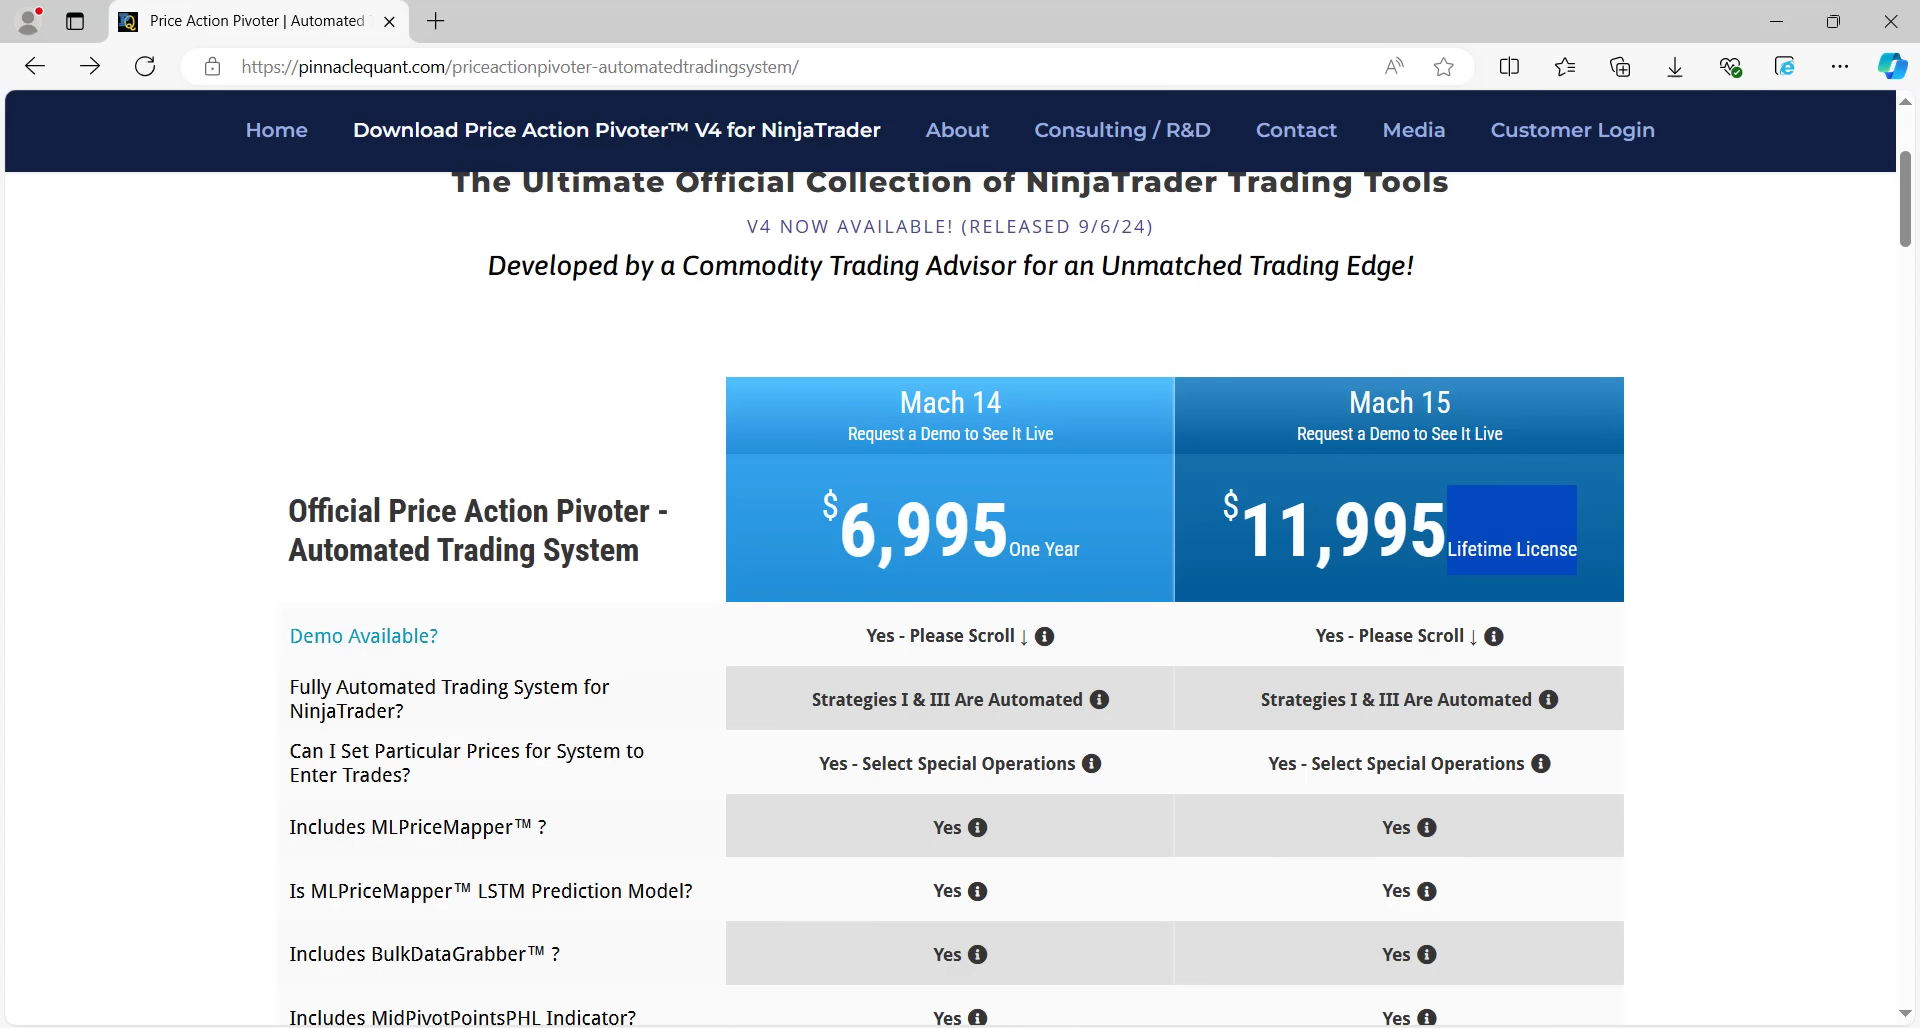 Price Action Pivoter | Automated
https://pinnaclequant.com/priceactionpivoter-automatedtradingsystem/
Home Download Price Action Pivoter™ V4 for NinjaTrader About Consulting / R&D Contact Media Customer Login
The Ultimate Official Collection of NinjaTrader Trading Tools
V4 NOW AVAILABLE! (RELEASED 9/6/24)
Developed by a Commodity Trading Advisor for an Unmatched Trading Edge!
Mach 14 Mach 15
Request a Demo to See It Live Request a Demo to See It Live
Official Price Action Pivoter -
Automated Trading System
$6,995 One Year $11,995 Lifetime License
Demo Available? Yes - Please Scroll ↓ Yes - Please Scroll ↓
Fully Automated Trading System for
NinjaTrader?
Strategies I & III Are Automated Strategies I & III Are Automated
Can I Set Particular Prices for System to
Enter Trades?
Yes - Select Special Operations Yes - Select Special Operations
Includes MLPriceMapper™ ? Yes Yes
Is MLPriceMapper™ LSTM Prediction Model? Yes Yes
Includes BulkDataGrabber™ ? Yes Yes
Includes MidPivotPointsPHL Indicator? Yes Yes